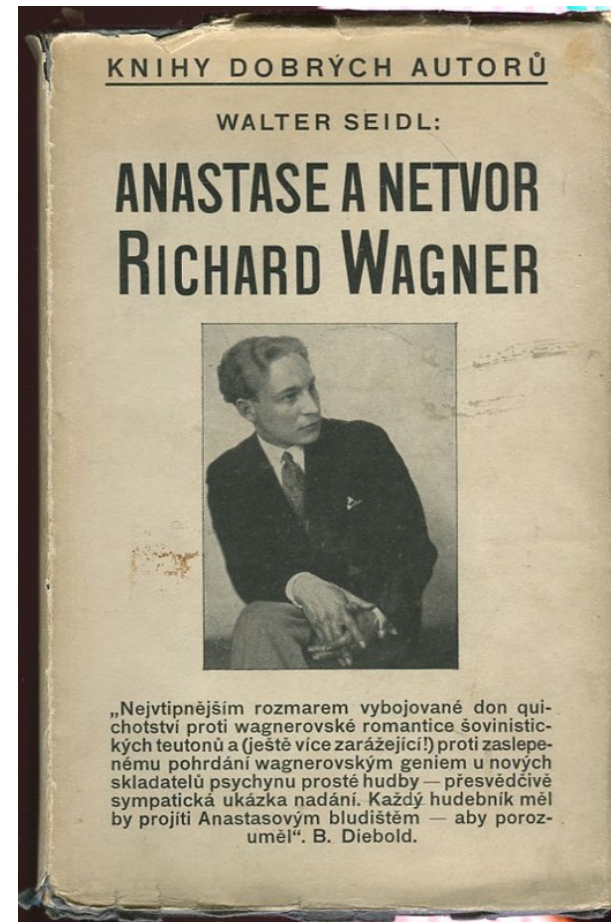 KNIHY DOBRÝCH AUTORŮ
WALTER SEIDL:
ANASTASE A NETVOR
RICHARD WAGNER
„Nejvtipnějším rozmarem vybojované don qui-
chotství proti wagnerovské romantice šovinistic-
kých teutonů a (ještě více zarážející!) proti zaslepe-
nému pohrdání wagnerovským geniem u nových
skladatelů psychynu prosté hudby — přesvědčivě
sympatická ukázka nadání. Každý hudebník měl
by projíti Anastasovým bludištěm — aby poroz-
uměl“. B. Diebold.